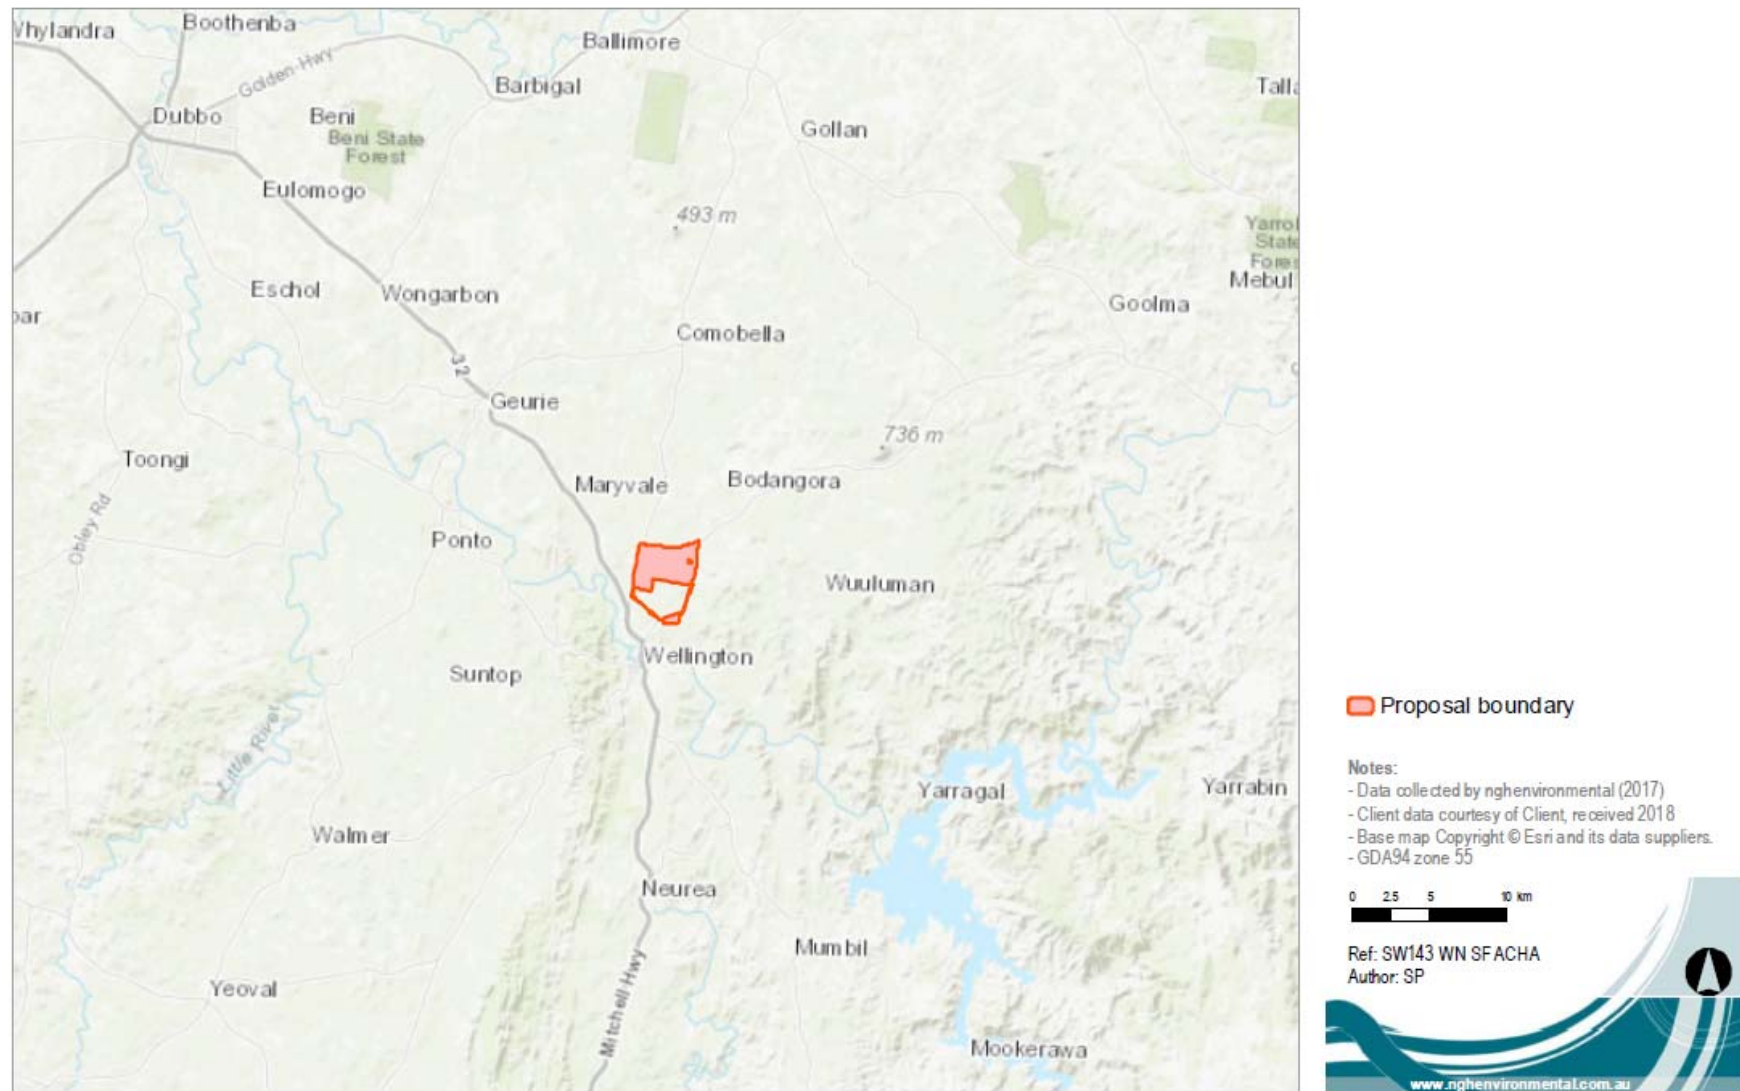 Whylandra
Boothenba
Ballimore
Golden Hwy
Barbigal
Dubbo
Beni
Beni State
Forest
Gollan
Eulomogo
493 m
Eschol
Wongarbon
Goolma
Mebul
Comobella
32
Geurie
736 m
Toongi
Maryvale
Bodangora
Obley Rd
Ponto
Wuuluman
Wellington
Suntop
Little River
Yarragal
Yarrabin
Walmer
Neurea
Mumbil
Yeoval
Mitchell Hwy
Mookerawa
Proposal boundary
Notes:
- Data collected by nghenvironmental (2017)
- Client data courtesy of Client, received 2018
- Base map Copyright © Esri and its data suppliers.
- GDA94 zone 55
0 2.5 5 10 km
Ref: SW143 WN SF ACHA
Author: SP
www.nghenvironmental.com.au